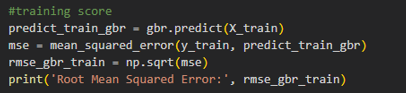 #training score
predict_train_gbr = gbr.predict(X_train)
mse = mean_squared_error(y_train, predict_train_gbr)
rmse_gbr_train = np.sqrt(mse)
print('Root Mean Squared Error:', rmse_gbr_train)